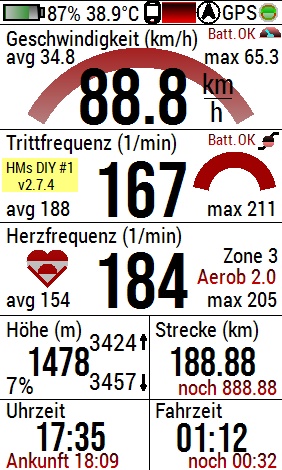 87% 38.9°C GPS
Geschwindigkeit (km/h) Batt. OK
avg 34.8 max 65.3
88.8 km/h
Trittfrequenz (1/min) Batt. OK
HMs DIY #1
v2.7.4
167
avg 188 max 211
Herzfrequenz (1/min)
184 Zone 3
Aerob 2.0
avg 154 max 205
Höhe (m)
3424
1478
7% 3457
Strecke (km)
188.88
noch 888.88
Uhrzeit
17:35
Ankunft 18:09
Fahrzeit
01:12
noch 00:32